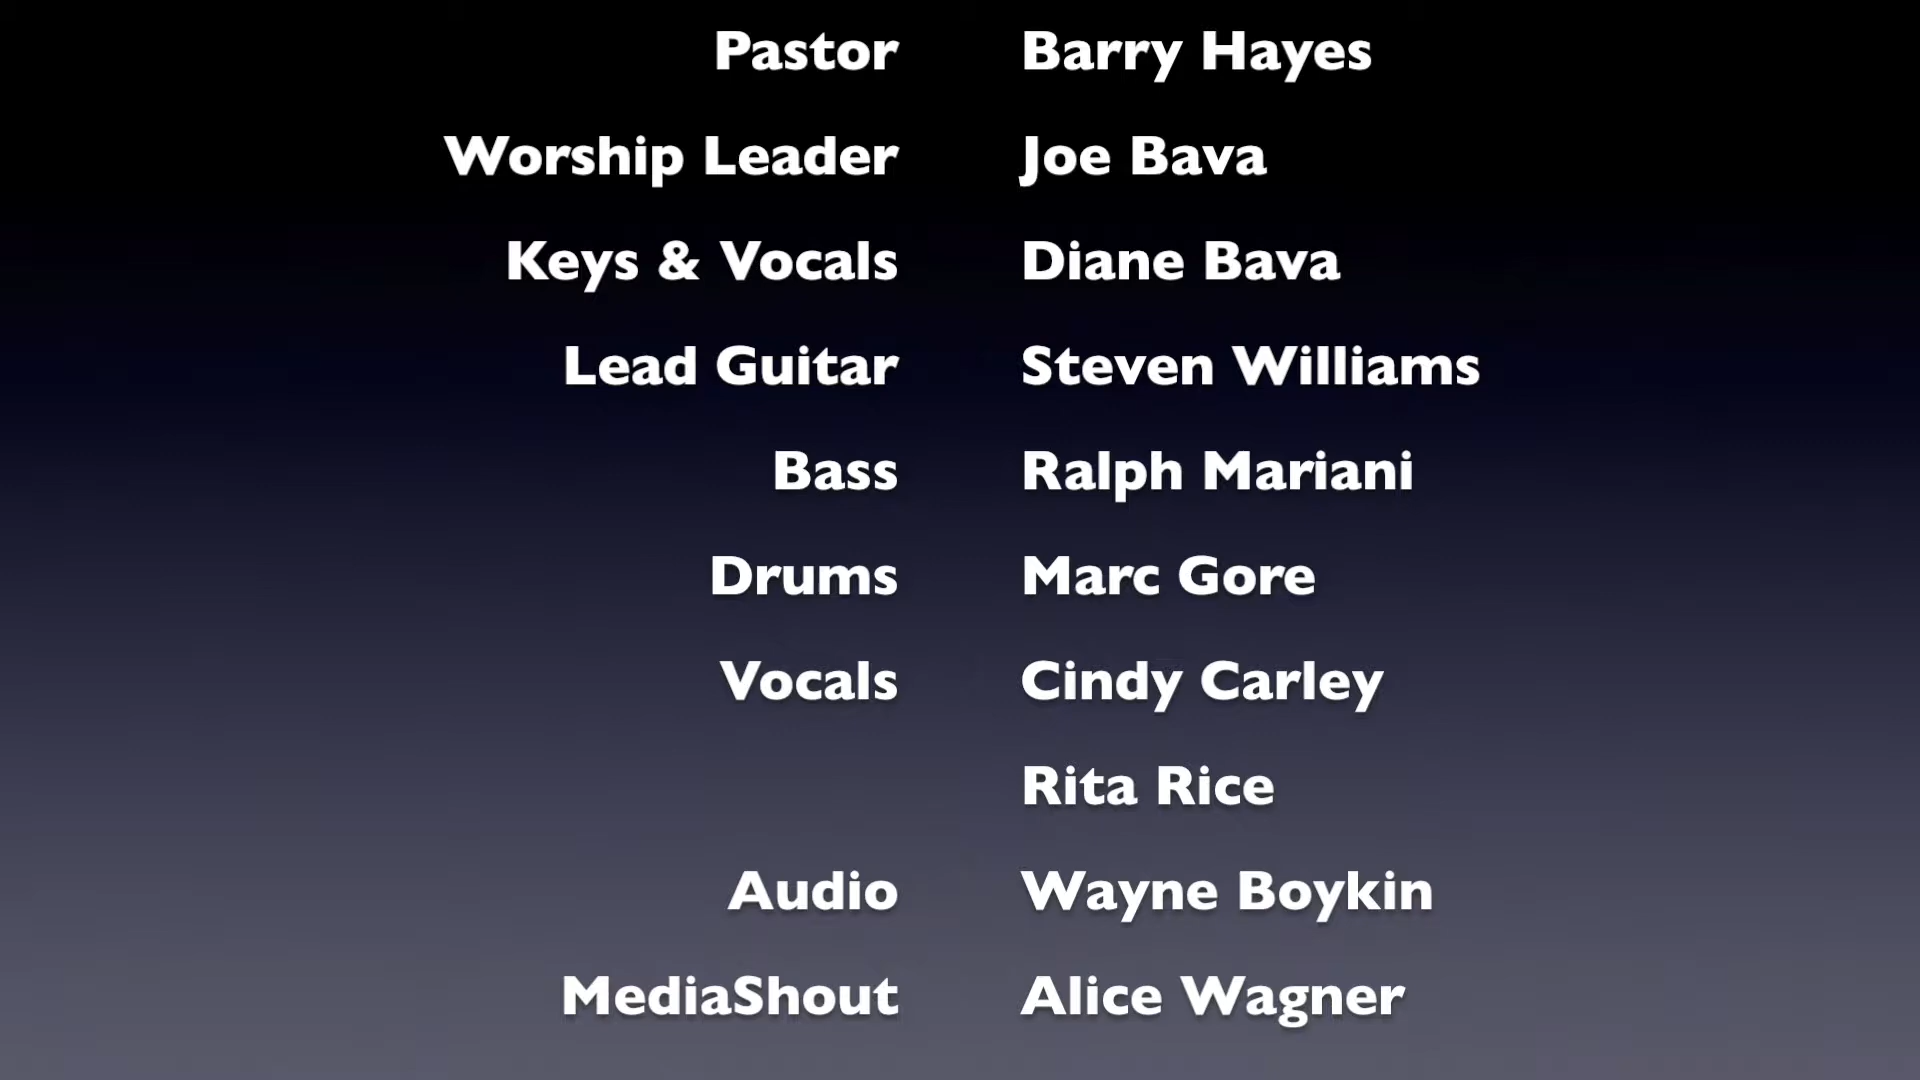 Pastor Barry Hayes
Worship Leader Joe Bava
Keys & Vocals Diane Bava
Lead Guitar Steven Williams
Bass Ralph Mariani
Drums Marc Gore
Vocals Cindy Carley
Rita Rice
Audio Wayne Boykin
MediaShout Alice Wagner